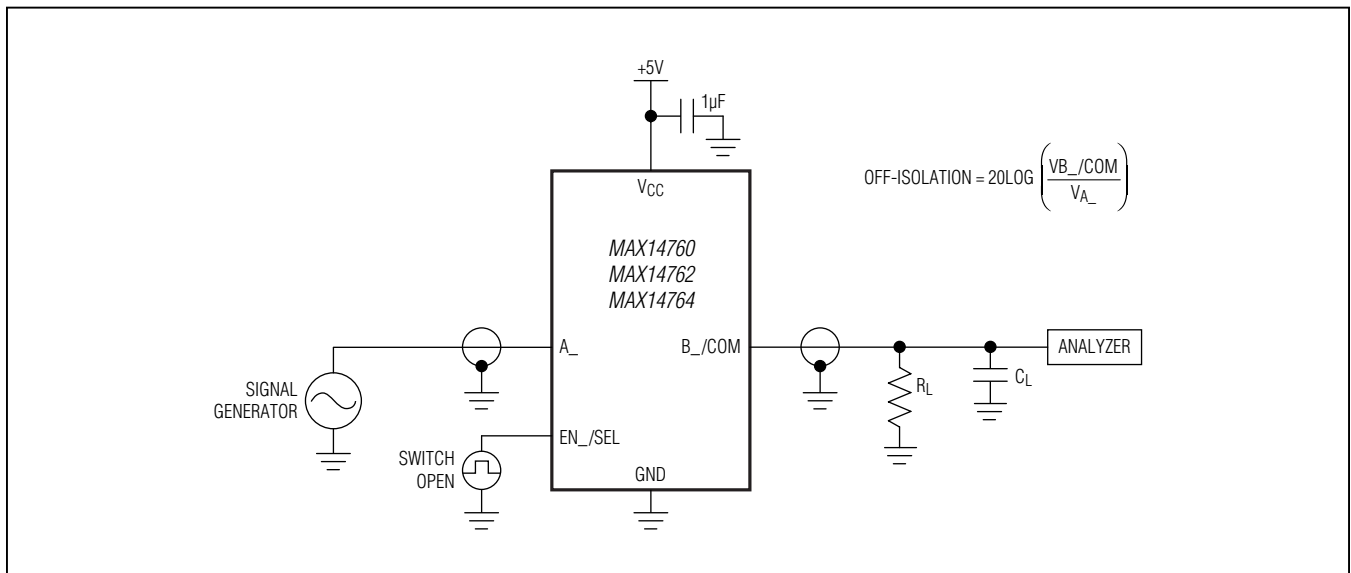 +5V
1µF
OFF-ISOLATION = 20LOG (VB_/COM / VA_)
VCC
MAX14760
MAX14762
MAX14764
A_
B_/COM
ANALYZER
SIGNAL
GENERATOR
RL
CL
EN_/SEL
SWITCH
OPEN
GND